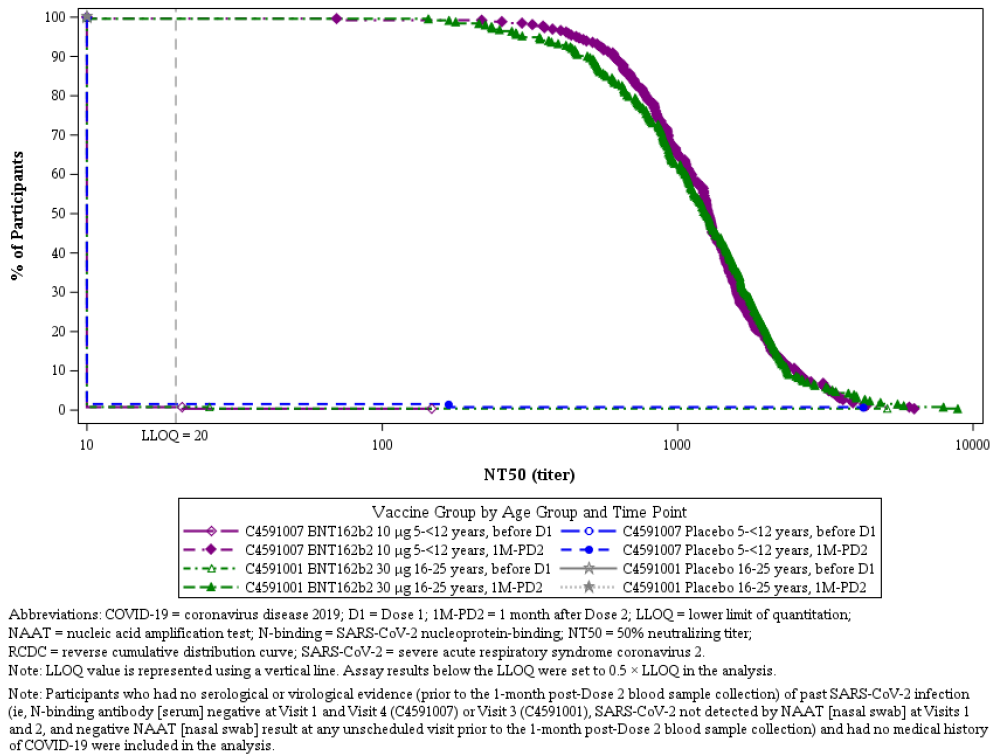 100
90
80
70
60
50
40
30
20
10
0
% of Participants
LLOQ = 20
10
100
1000
10000
NT50 (titer)
Vaccine Group by Age Group and Time Point
C4591007 BNT162b2 10 µg 5-<12 years, before D1
C4591007 Placebo 5-<12 years, before D1
C4591007 BNT162b2 10 µg 5-<12 years, 1M-PD2
C4591007 Placebo 5-<12 years, 1M-PD2
C4591001 BNT162b2 30 µg 16-25 years, before D1
C4591001 Placebo 16-25 years, before D1
C4591001 BNT162b2 30 µg 16-25 years, 1M-PD2
C4591001 Placebo 16-25 years, 1M-PD2
Abbreviations: COVID-19 = coronavirus disease 2019; D1 = Dose 1; 1M-PD2 = 1 month after Dose 2; LLOQ = lower limit of quantitation;
NAAT = nucleic acid amplification test; N-binding = SARS-CoV-2 nucleoprotein-binding; NT50 = 50% neutralizing titer;
RCDC = reverse cumulative distribution curve; SARS-CoV-2 = severe acute respiratory syndrome coronavirus 2.
Note: LLOQ value is represented using a vertical line. Assay results below the LLOQ were set to 0.5 × LLOQ in the analysis.
Note: Participants who had no serological or virological evidence (prior to the 1-month post-Dose 2 blood sample collection) of past SARS-CoV-2 infection
(ie, N-binding antibody [serum] negative at Visit 1 and Visit 4 (C4591007) or Visit 3 (C4591001), SARS-CoV-2 not detected by NAAT [nasal swab] at Visits 1
and 2, and negative NAAT [nasal swab] result at any unscheduled visit prior to the 1-month post-Dose 2 blood sample collection) and had no medical history
of COVID-19 were included in the analysis.